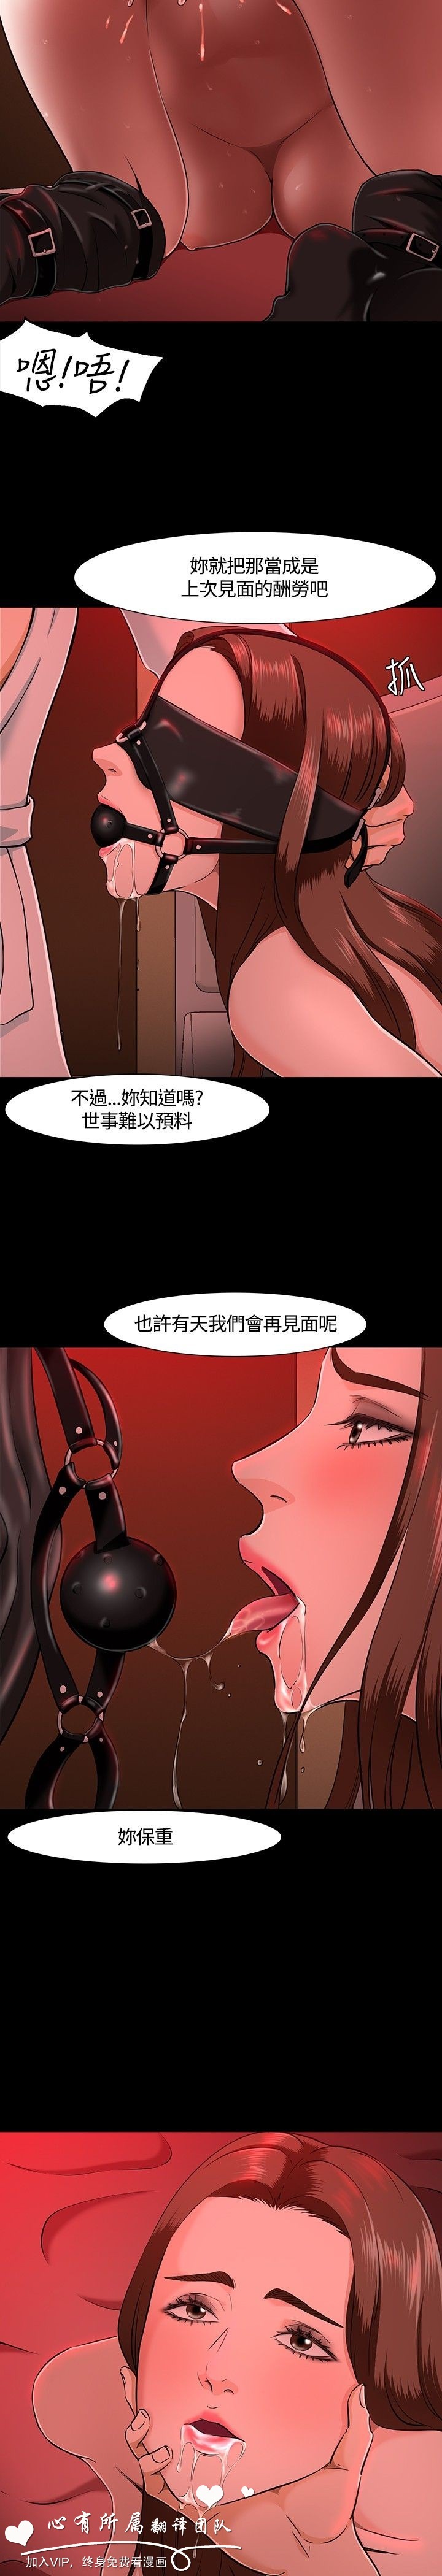 嗯!唔!
妳就把那當成是
上次見面的酬勞吧
抓
不過...妳知道嗎?
世事難以預料
也許有天我們會再見面呢
妳保重
心有所属翻译团队
加入VIP，终身免费看漫画